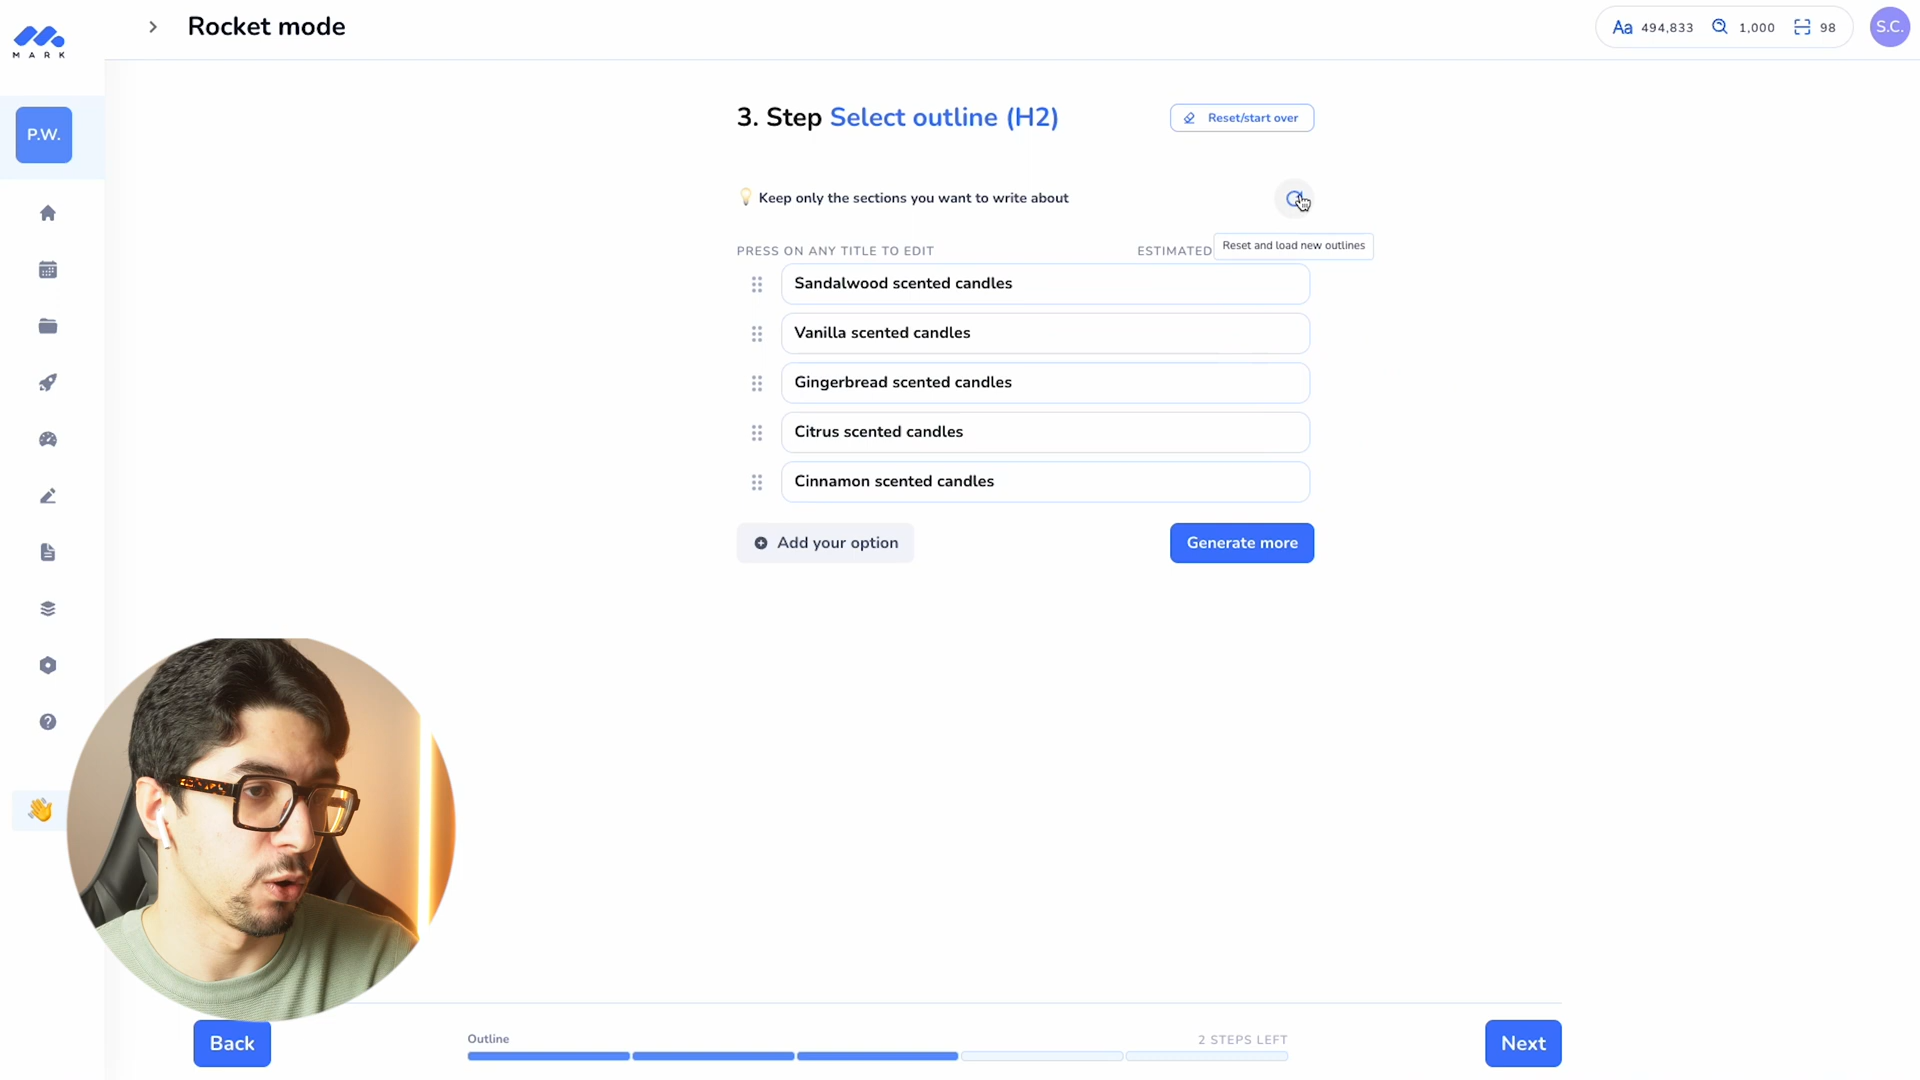 MARK
Rocket mode
Aa 494,833 1,000 98
S.C.
P.W.
3. Step Select outline (H2)
Reset/start over
Keep only the sections you want to write about
Reset and load new outlines
PRESS ON ANY TITLE TO EDIT
ESTIMATED
Sandalwood scented candles
Vanilla scented candles
Gingerbread scented candles
Citrus scented candles
Cinnamon scented candles
Add your option
Generate more
Back
Outline
2 STEPS LEFT
Next